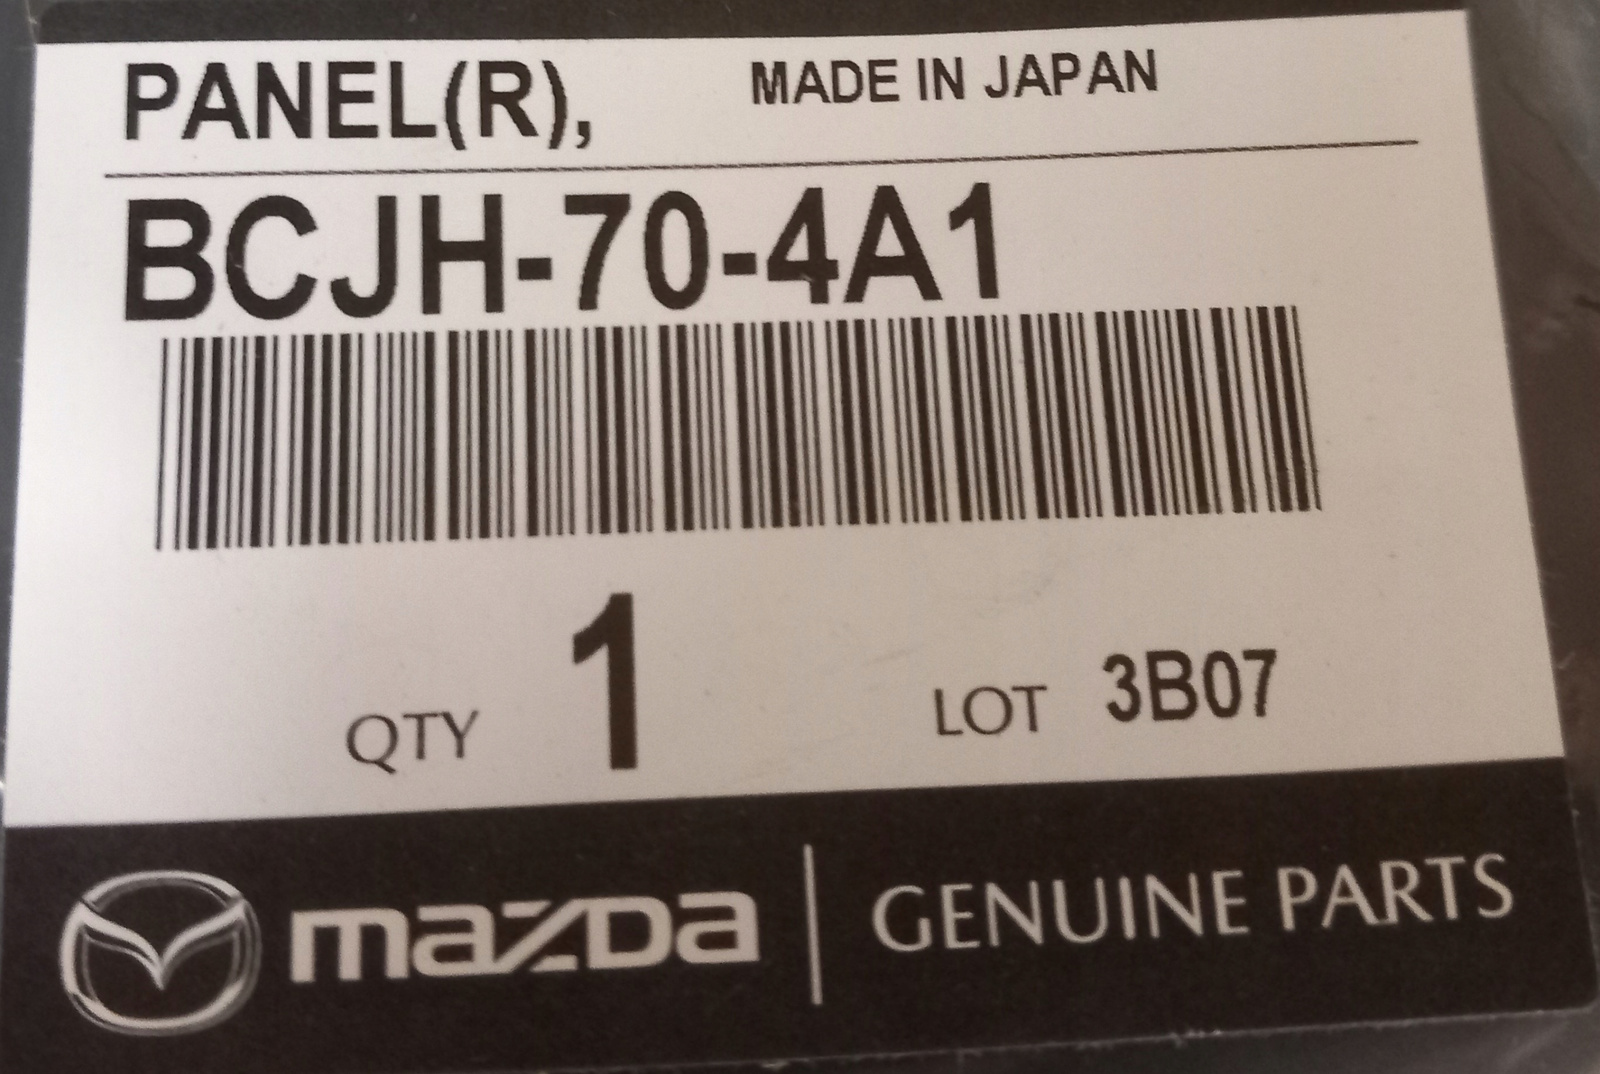 PANEL(R), MADE IN JAPAN
BCJH-70-4A1
QTY 1 LOT 3B07
mazda GENUINE PARTS